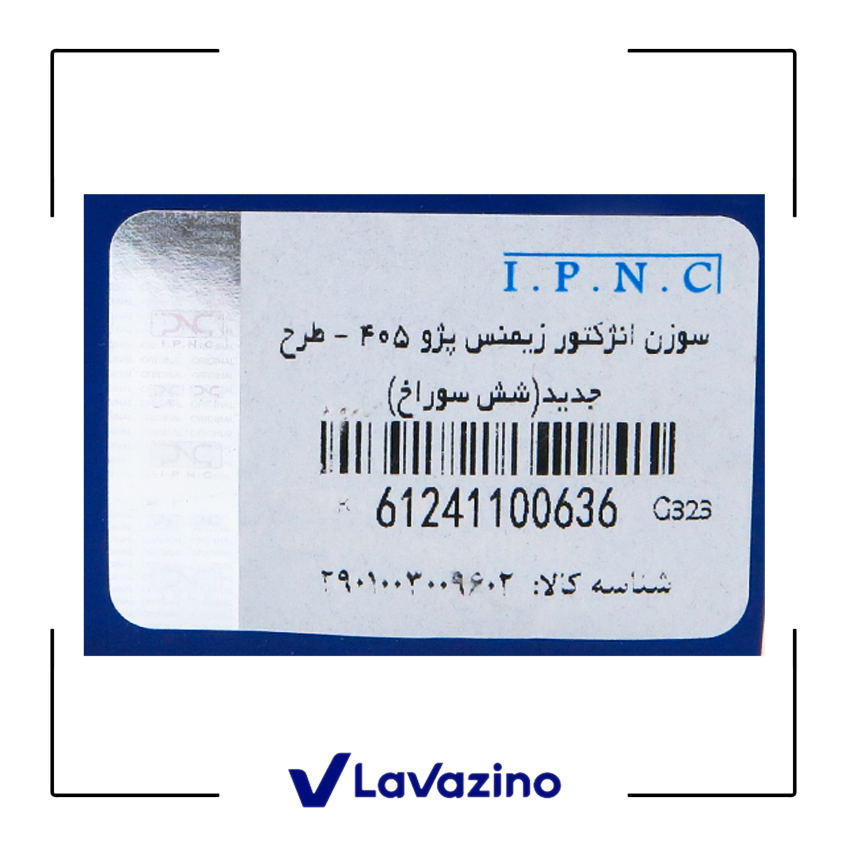 I.P.N.C
سوزن انژکتور زیمنس پژو ۴۰۵ - طرح
جدید(شش سوراخ)
61241100636 G323
شناسه کالا: ۲۹۰۱۰۰۳۰۰۹۶۰۲
LaVazino